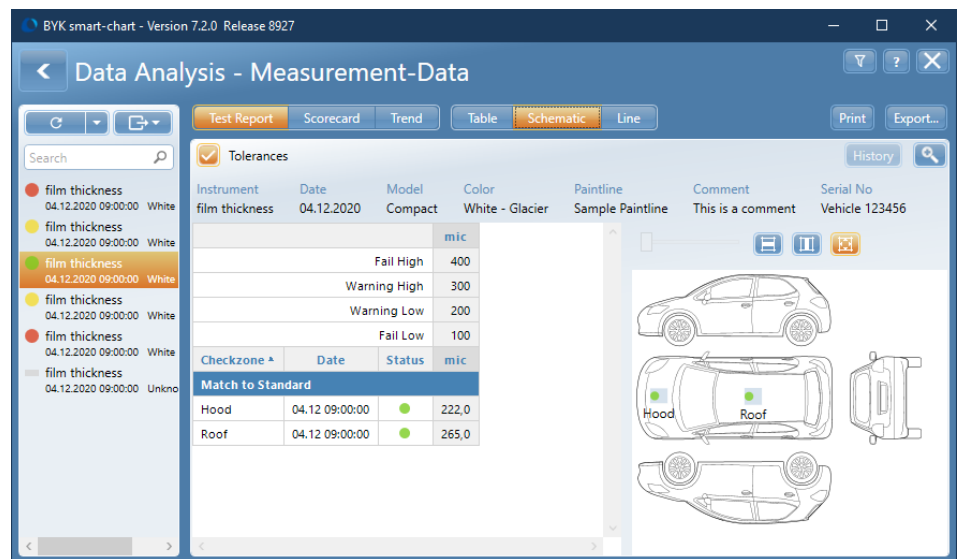 BYK smart-chart - Version 7.2.0 Release 8927
Data Analysis - Measurement-Data
?
Test Report Scorecard Trend Table Schematic Line Print Export...
Search
film thickness
04.12.2020 09:00:00 White
film thickness
04.12.2020 09:00:00 White
film thickness
04.12.2020 09:00:00 White
film thickness
04.12.2020 09:00:00 White
film thickness
04.12.2020 09:00:00 White
film thickness
04.12.2020 09:00:00 Unkno
Tolerances History
Instrument Date Model Color Paintline Comment Serial No
film thickness 04.12.2020 Compact White - Glacier Sample Paintline This is a comment Vehicle 123456
mic
Fail High 400
Warning High 300
Warning Low 200
Fail Low 100
Checkzone Date Status mic
Match to Standard
Hood 04.12 09:00:00 222,0
Roof 04.12 09:00:00 265,0
Hood Roof